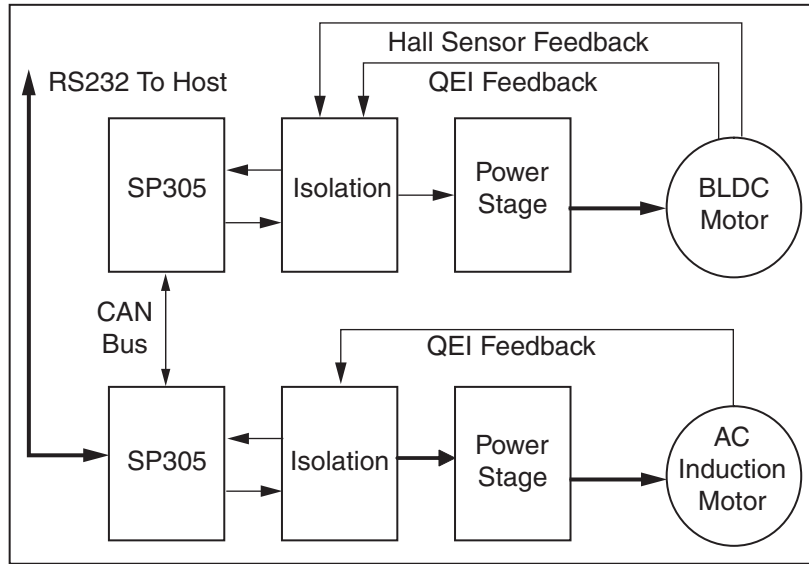 Hall Sensor Feedback
RS232 To Host
QEI Feedback
SP305
Isolation
Power
Stage
BLDC
Motor
CAN
Bus
QEI Feedback
SP305
Isolation
Power
Stage
AC
Induction
Motor